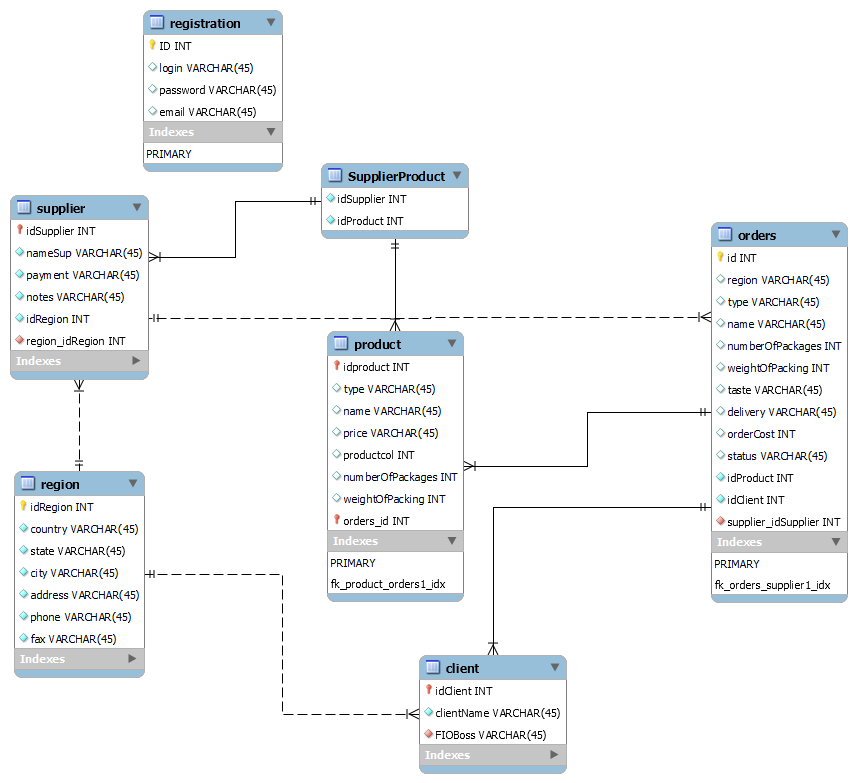 registration
ID INT
login VARCHAR(45)
password VARCHAR(45)
email VARCHAR(45)
Indexes
PRIMARY
SupplierProduct
idSupplier INT
idProduct INT
supplier
idSupplier INT
nameSup VARCHAR(45)
payment VARCHAR(45)
notes VARCHAR(45)
idRegion INT
region_idRegion INT
Indexes
orders
id INT
region VARCHAR(45)
type VARCHAR(45)
name VARCHAR(45)
numberOfPackages INT
weightOfPacking INT
taste VARCHAR(45)
delivery VARCHAR(45)
orderCost INT
status VARCHAR(45)
idProduct INT
idClient INT
supplier_idSupplier INT
Indexes
PRIMARY
fk_orders_supplier1_idx
product
idproduct INT
type VARCHAR(45)
name VARCHAR(45)
price VARCHAR(45)
productcol INT
numberOfPackages INT
weightOfPacking INT
orders_id INT
Indexes
PRIMARY
fk_product_orders1_idx
region
idRegion INT
country VARCHAR(45)
state VARCHAR(45)
city VARCHAR(45)
address VARCHAR(45)
phone VARCHAR(45)
fax VARCHAR(45)
Indexes
client
idClient INT
clientName VARCHAR(45)
FIOBoss VARCHAR(45)
Indexes